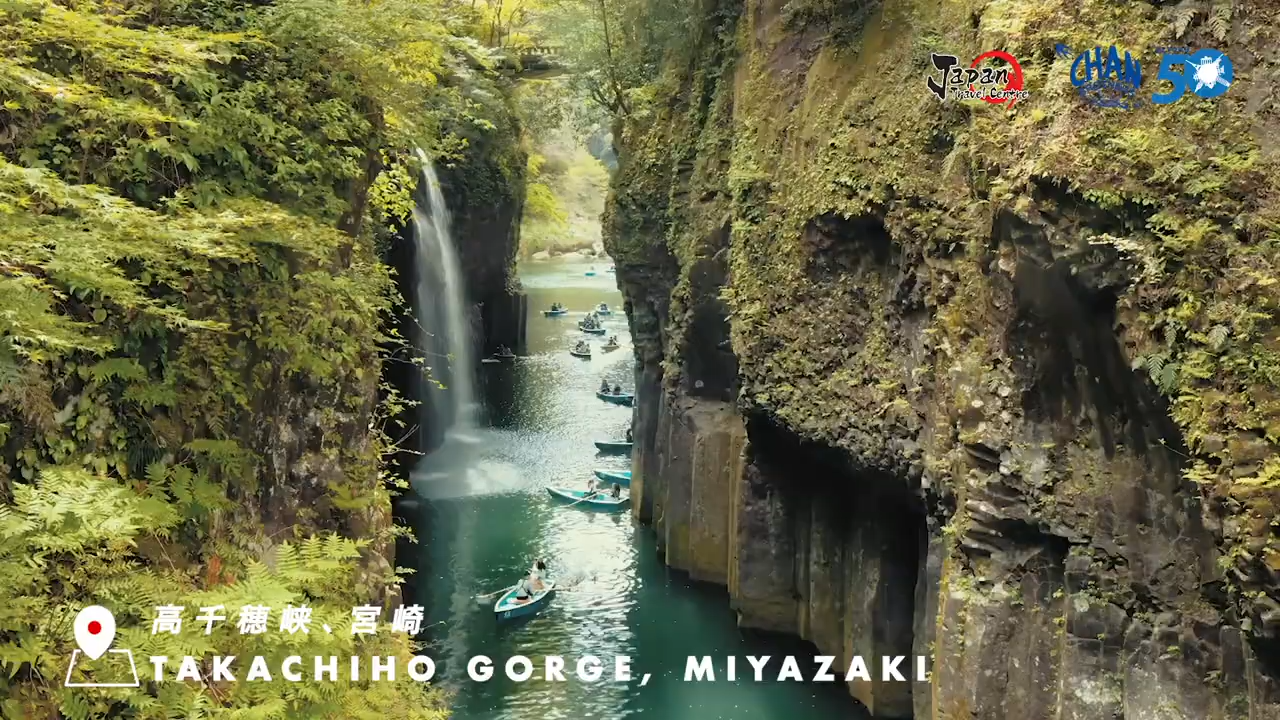 Japan
Travel Centre
CHAN
50
高千穂峡、宮崎
TAKACHIHO GORGE, MIYAZAKI